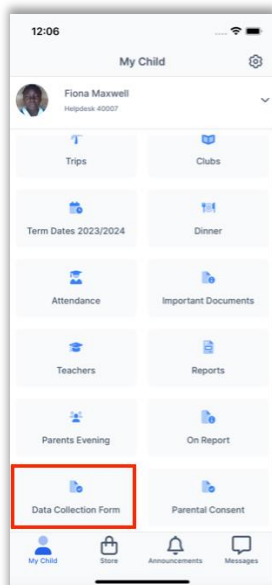 12:06
My Child
Fiona Maxwell
Helpdesk 40007
Trips
Clubs
Term Dates 2023/2024
Dinner
Attendance
Important Documents
Teachers
Reports
Parents Evening
On Report
Data Collection Form
Parental Consent
My Child
Store
Announcements
Messages